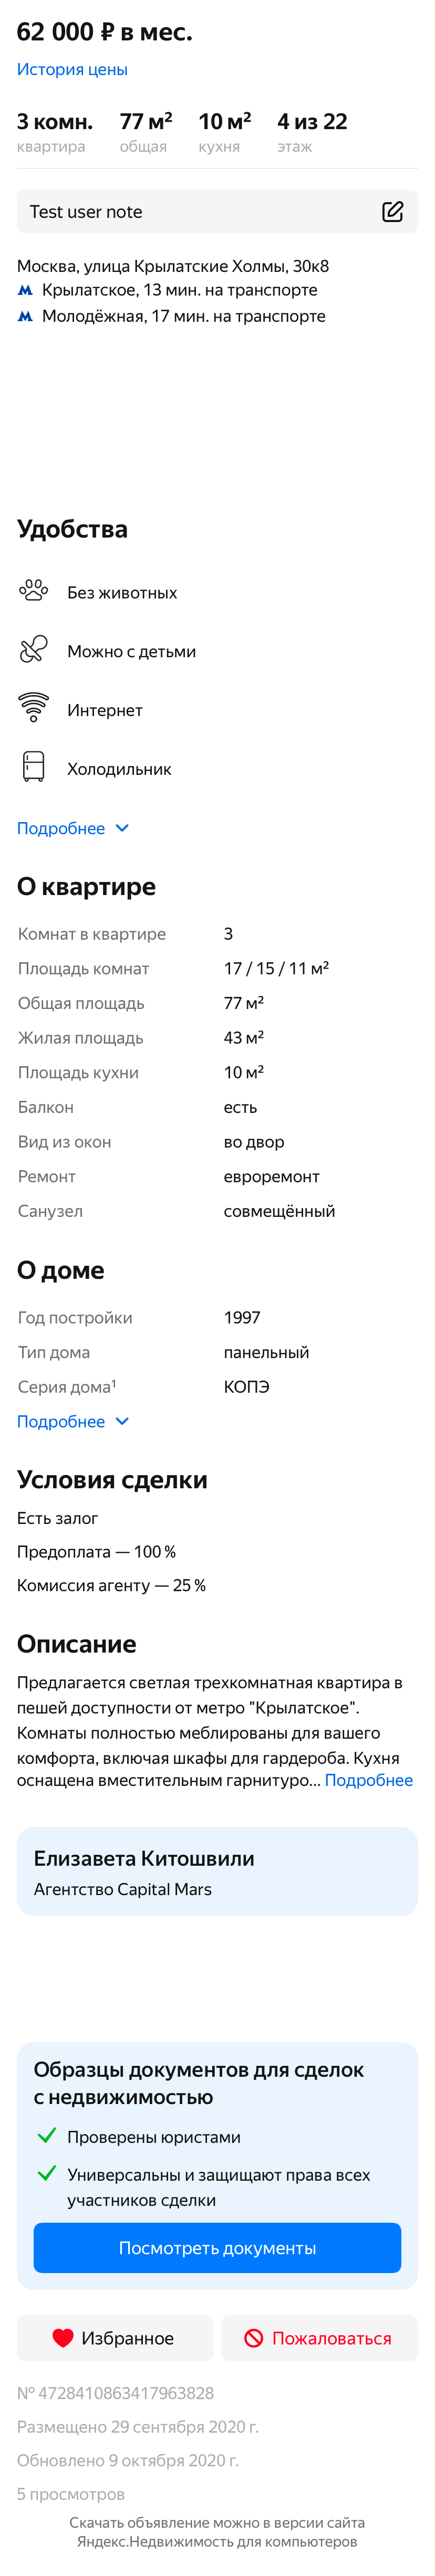 62 000 ₽ в мес.
История цены
3 комн. 77 м² 10 м² 4 из 22
квартира общая кухня этаж
Test user note
Москва, улица Крылатские Холмы, 30к8
Крылатское, 13 мин. на транспорте
Молодёжная, 17 мин. на транспорте
Удобства
Без животных
Можно с детьми
Интернет
Холодильник
Подробнее
О квартире
Комнат в квартире 3
Площадь комнат 17 / 15 / 11 м²
Общая площадь 77 м²
Жилая площадь 43 м²
Площадь кухни 10 м²
Балкон есть
Вид из окон во двор
Ремонт евроремонт
Санузел совмещённый
О доме
Год постройки 1997
Тип дома панельный
Серия дома¹ КОПЭ
Подробнее
Условия сделки
Есть залог
Предоплата — 100 %
Комиссия агенту — 25 %
Описание
Предлагается светлая трехкомнатная квартира в
пешей доступности от метро "Крылатское".
Комнаты полностью меблированы для вашего
комфорта, включая шкафы для гардероба. Кухня
оснащена вместительным гарнитуро... Подробнее
Елизавета Китошвили
Агентство Capital Mars
Образцы документов для сделок
с недвижимостью
Проверены юристами
Универсальны и защищают права всех
участников сделки
Посмотреть документы
Избранное Пожаловаться
№ 4728410863417963828
Размещено 29 сентября 2020 г.
Обновлено 9 октября 2020 г.
5 просмотров
Скачать объявление можно в версии сайта
Яндекс.Недвижимость для компьютеров